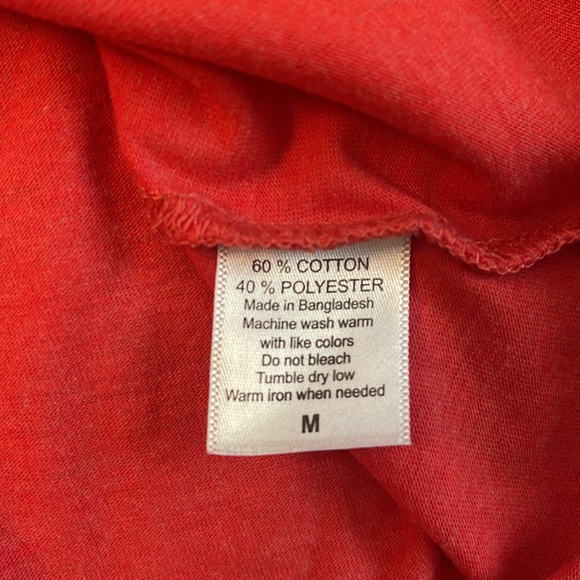 60 % COTTON
40 % POLYESTER
Made in Bangladesh
Machine wash warm
with like colors
Do not bleach
Tumble dry low
Warm iron when needed
M